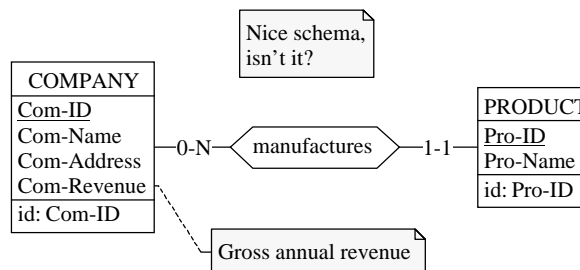 Nice schema,
isn't it?
COMPANY
Com-ID
Com-Name
Com-Address
Com-Revenue
id: Com-ID
0-N
manufactures
1-1
PRODUCT
Pro-ID
Pro-Name
id: Pro-ID
Gross annual revenue